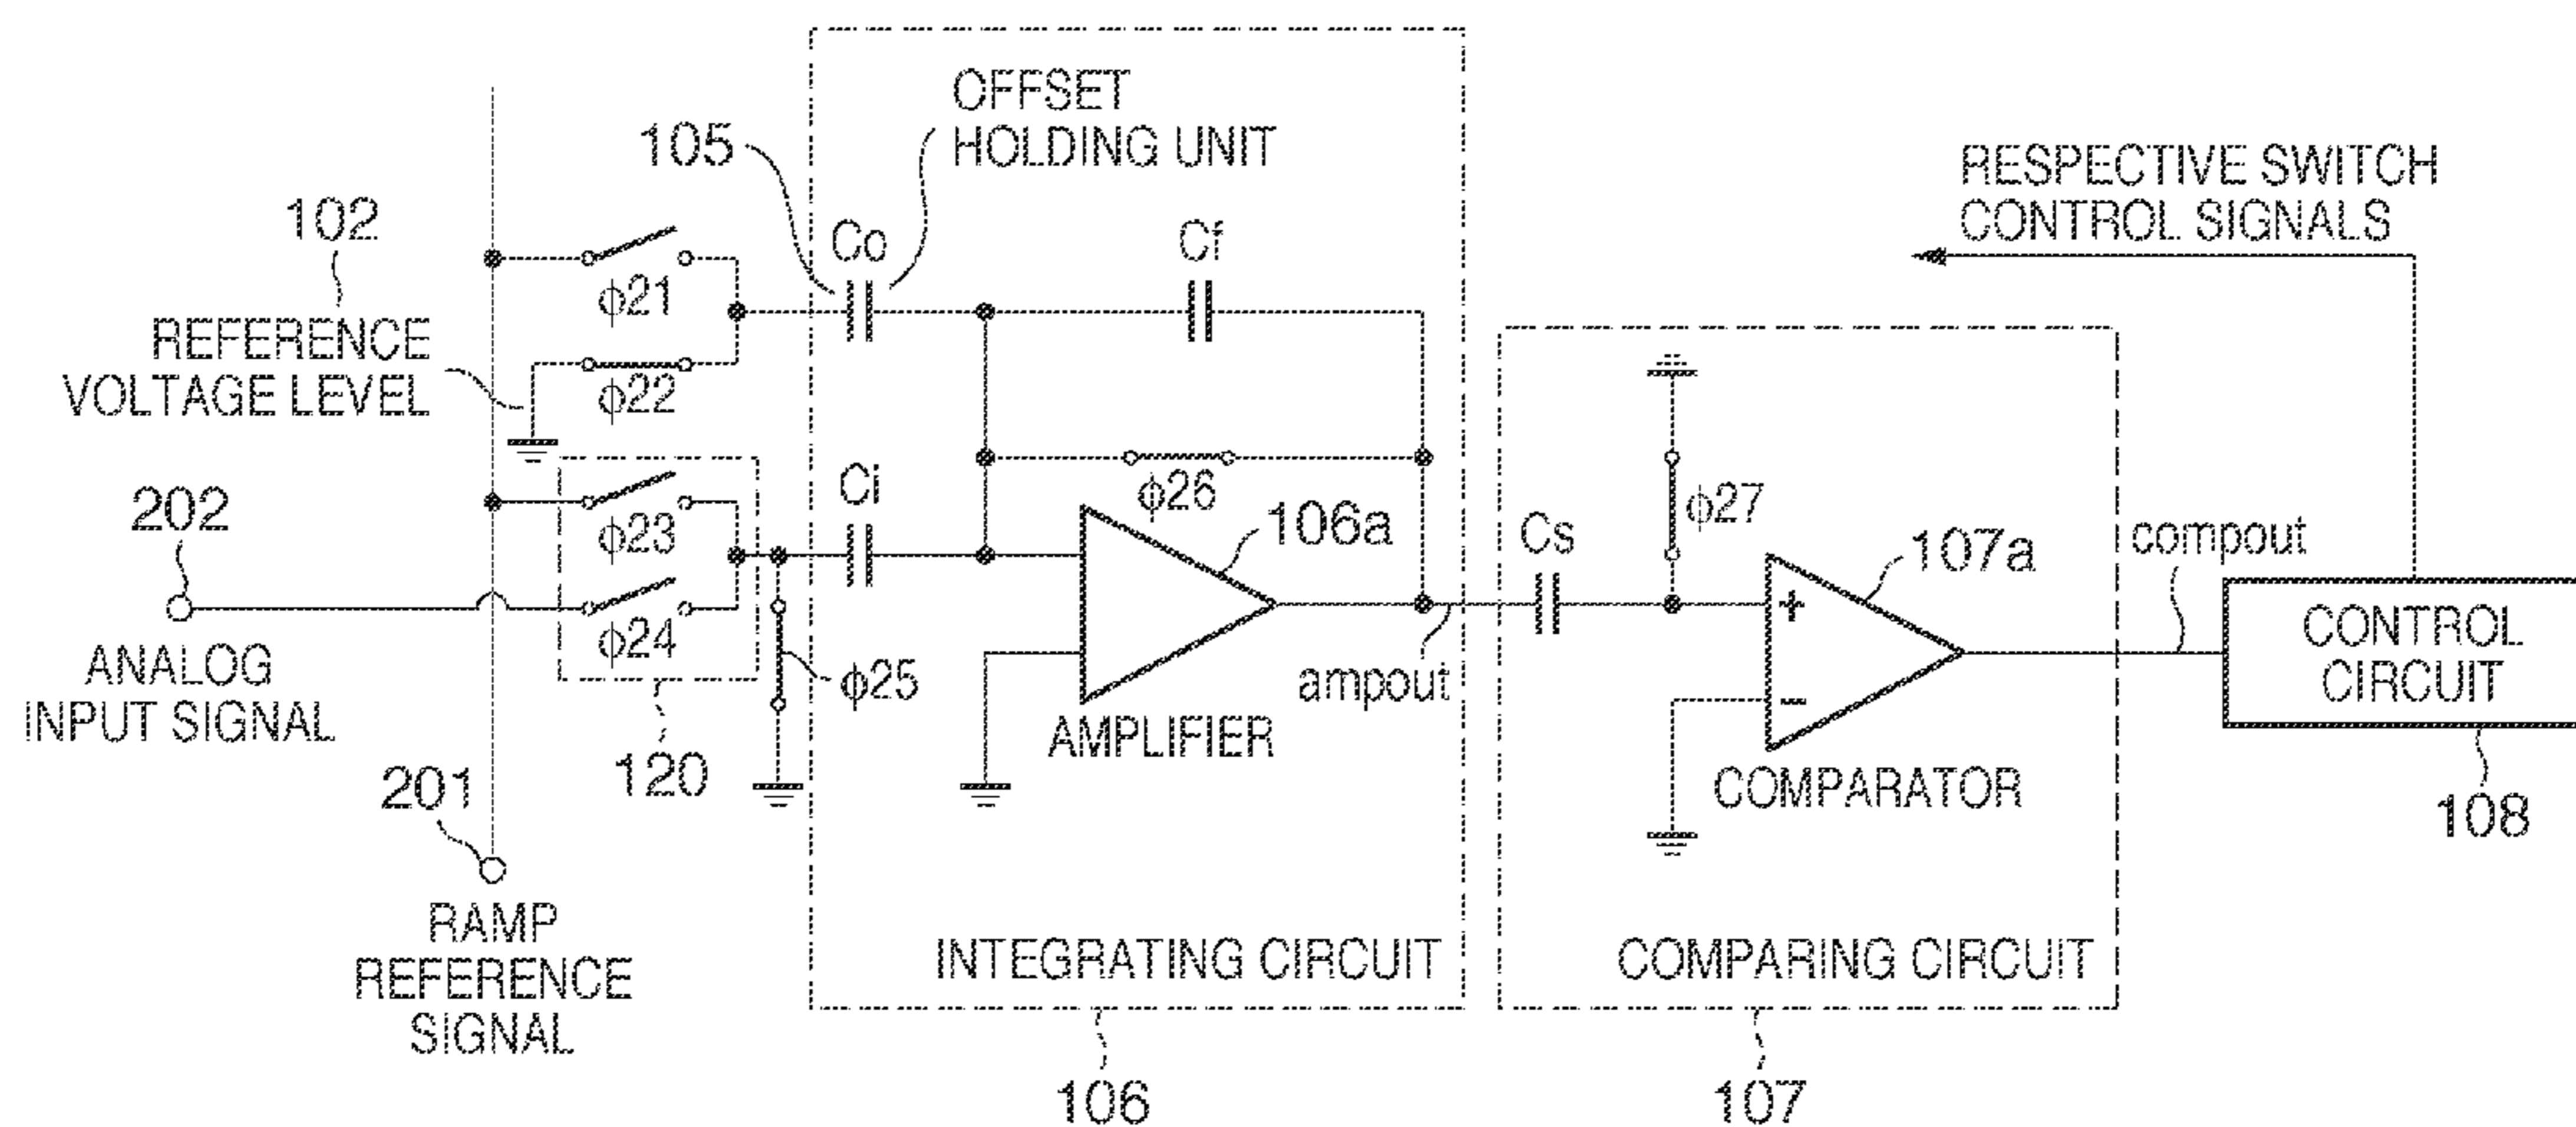 OFFSET
HOLDING UNIT
105
102
REFERENCE
VOLTAGE LEVEL
Co
Cf
RESPECTIVE SWITCH
CONTROL SIGNALS
ϕ21
ϕ22
202
ANALOG
INPUT SIGNAL
ϕ23
ϕ24
Ci
ϕ26
106a
ϕ25
120
201
RAMP
REFERENCE
SIGNAL
AMPLIFIER
ampout
INTEGRATING CIRCUIT
106
Cs
ϕ27
107a
+
-
compout
COMPARATOR
COMPARING CIRCUIT
107
CONTROL
CIRCUIT
108